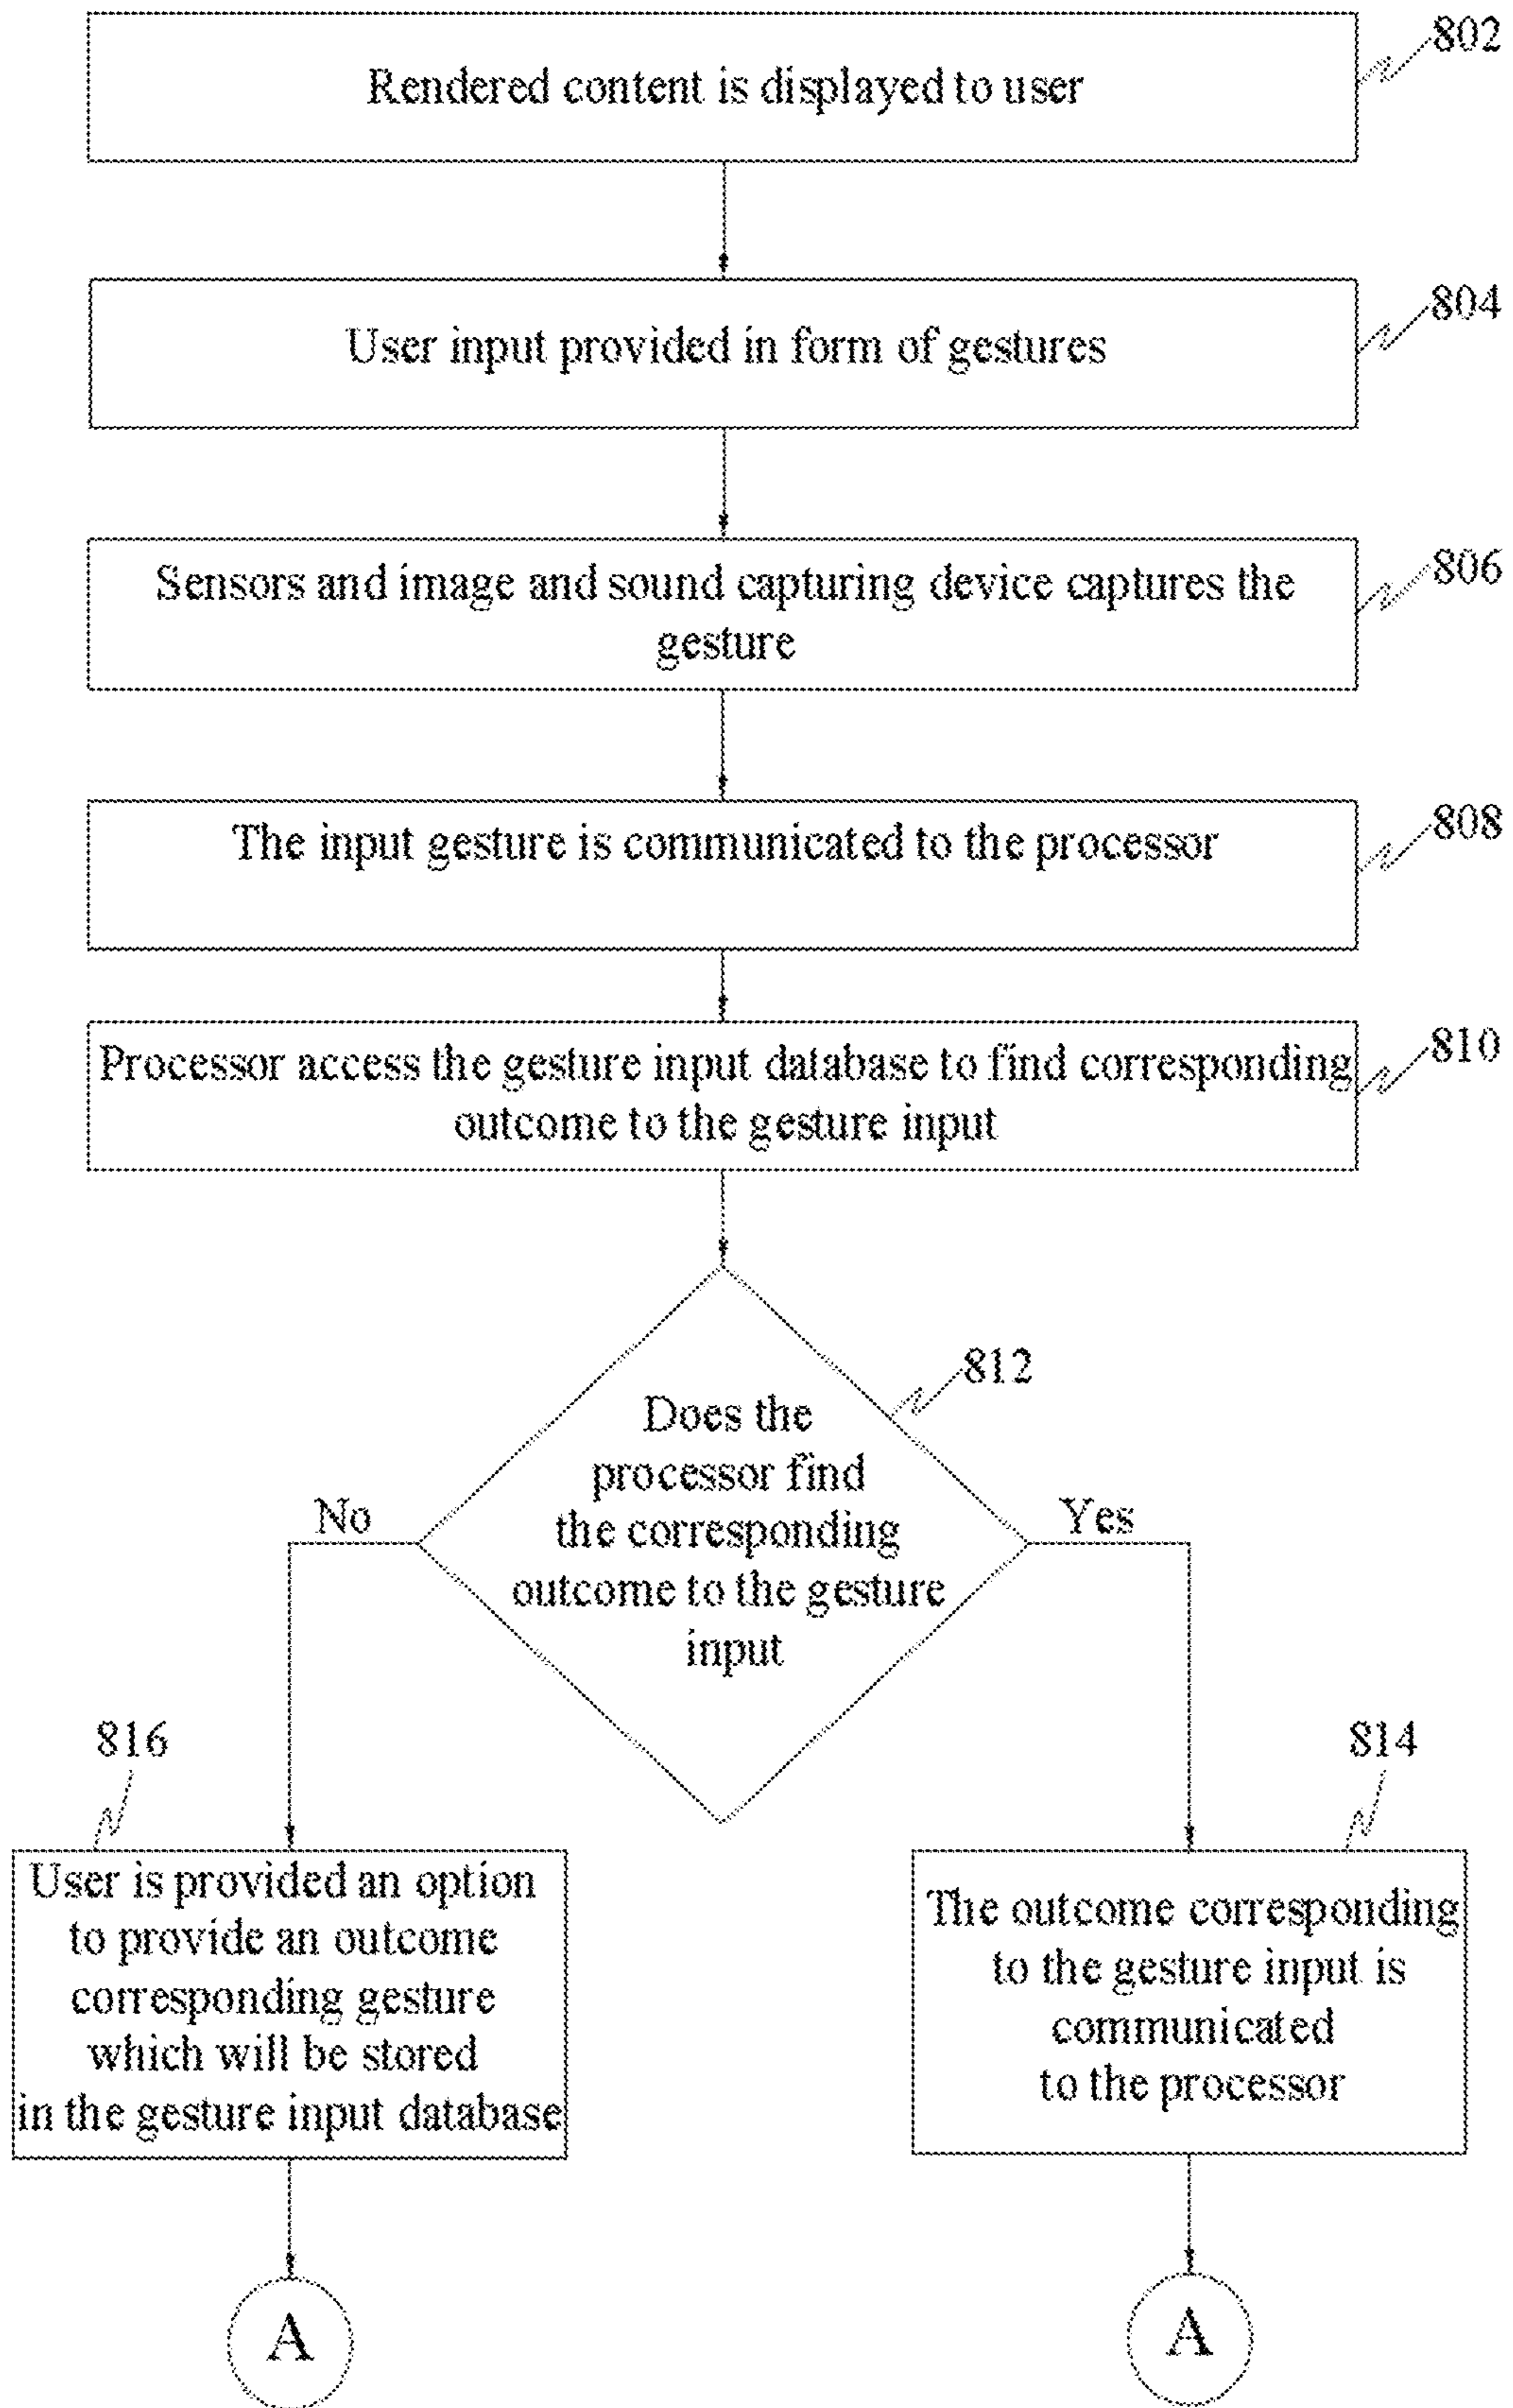 Rendered content is displayed to user
802
User input provided in form of gestures
804
Sensors and image and sound capturing device captures the
gesture
806
The input gesture is communicated to the processor
808
Processor access the gesture input database to find corresponding
outcome to the gesture input
810
812
Does the
processor find
the corresponding
outcome to the gesture
input
No
Yes
816
User is provided an option
to provide an outcome
corresponding gesture
which will be stored
in the gesture input database
814
The outcome corresponding
to the gesture input is
communicated
to the processor
A
A